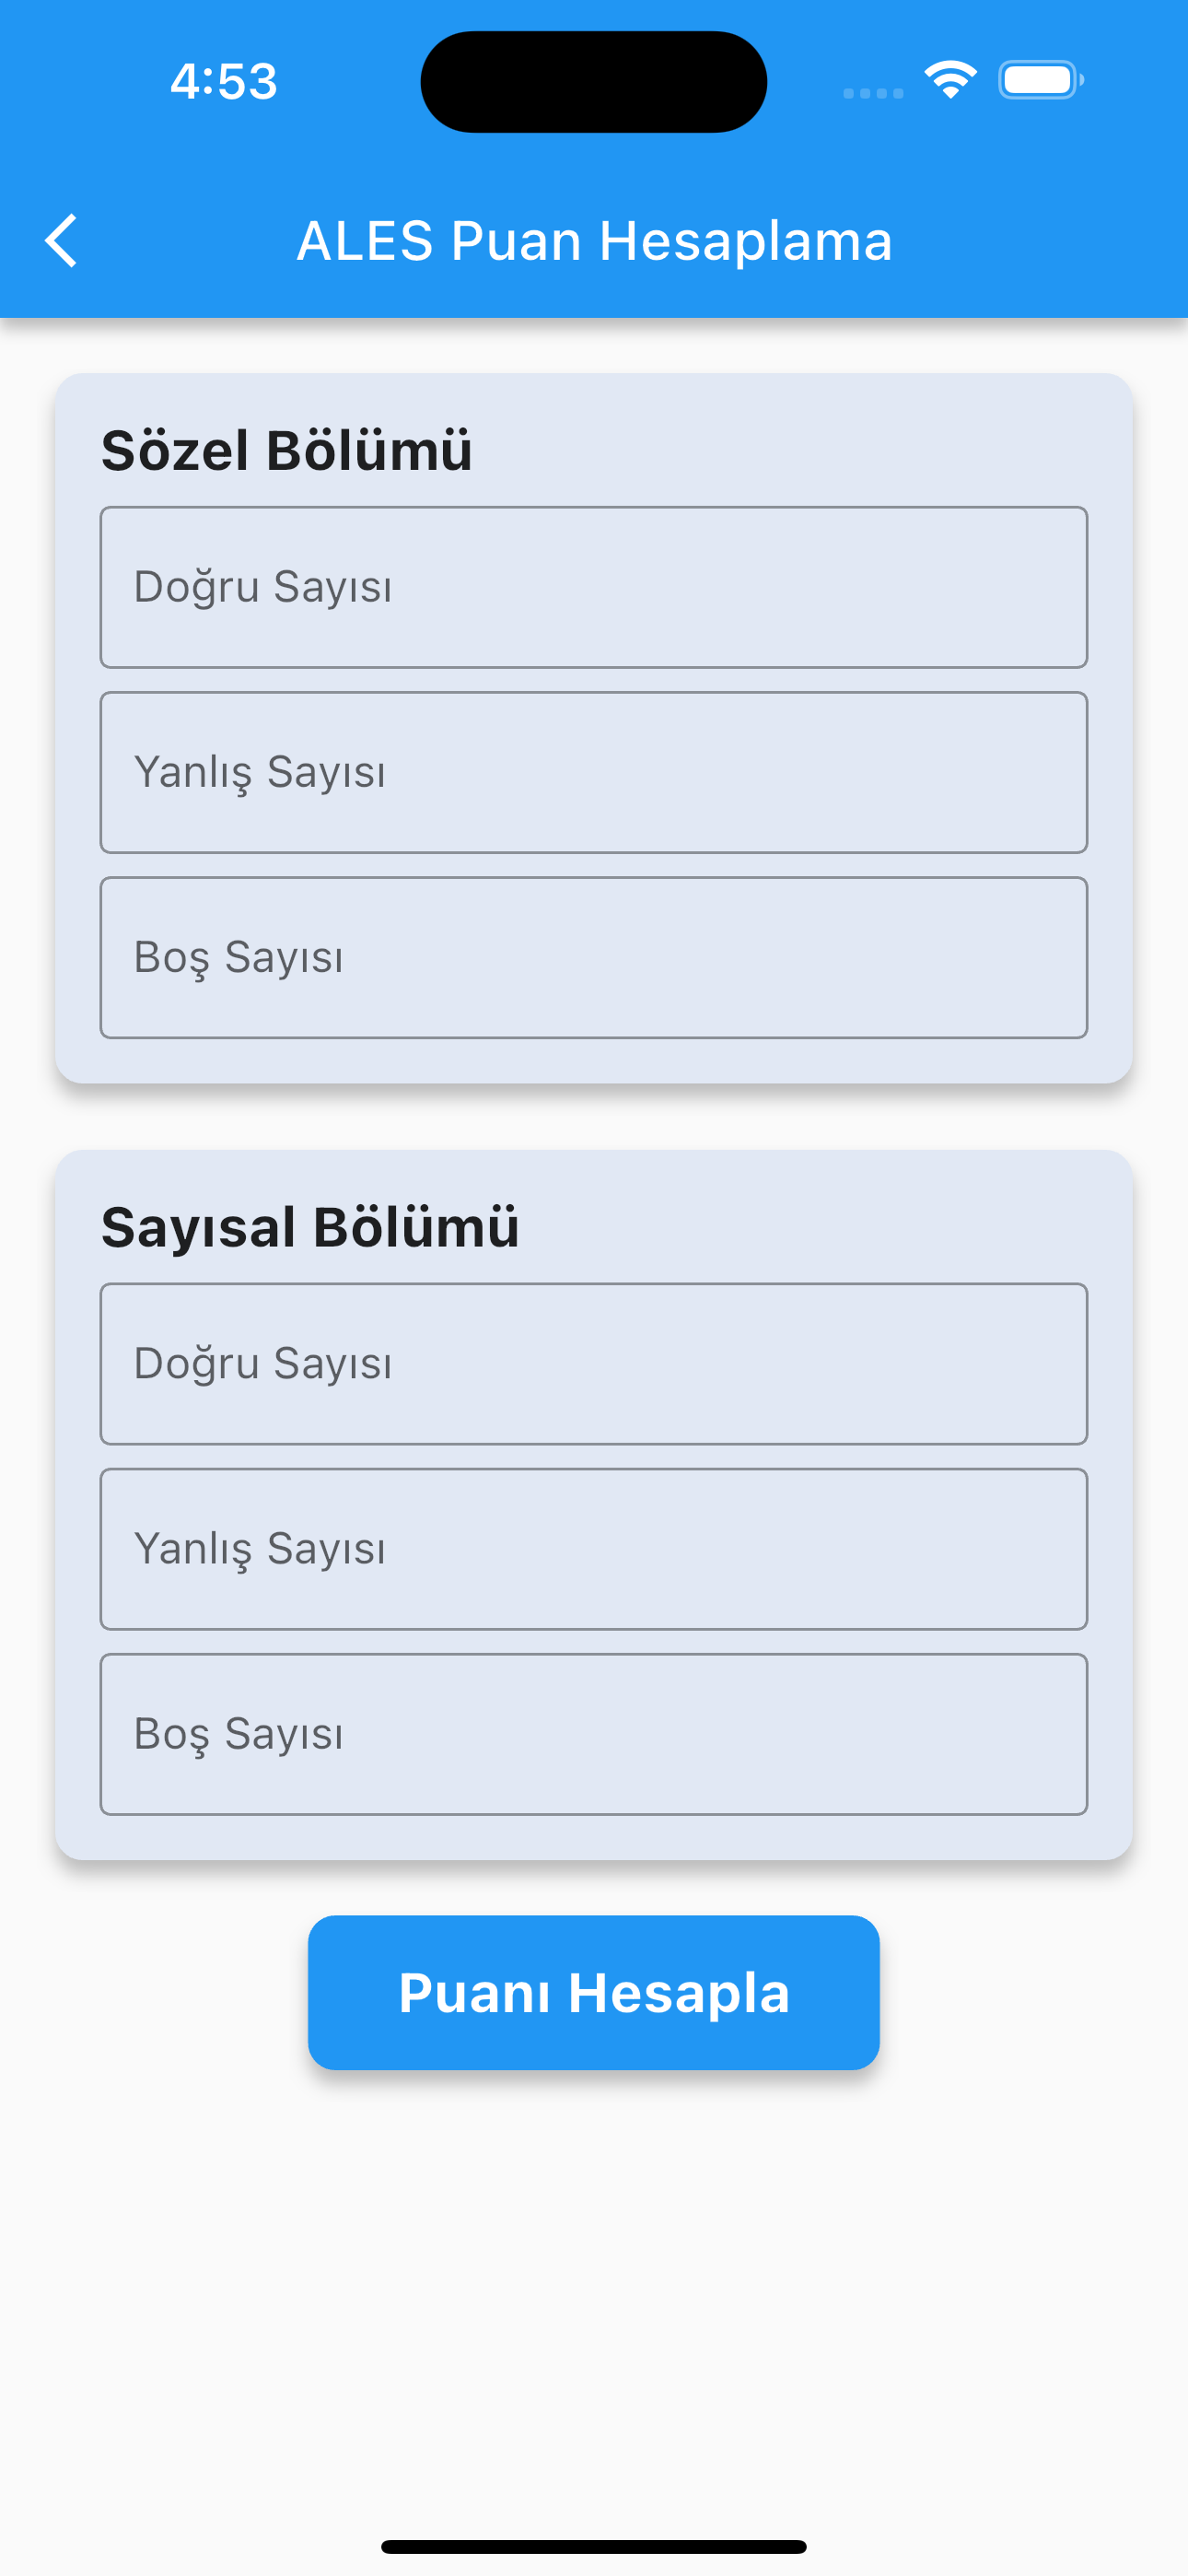 4:53
ALES Puan Hesaplama
Sözel Bölümü
Doğru Sayısı
Yanlış Sayısı
Boş Sayısı
Sayısal Bölümü
Doğru Sayısı
Yanlış Sayısı
Boş Sayısı
Puanı Hesapla